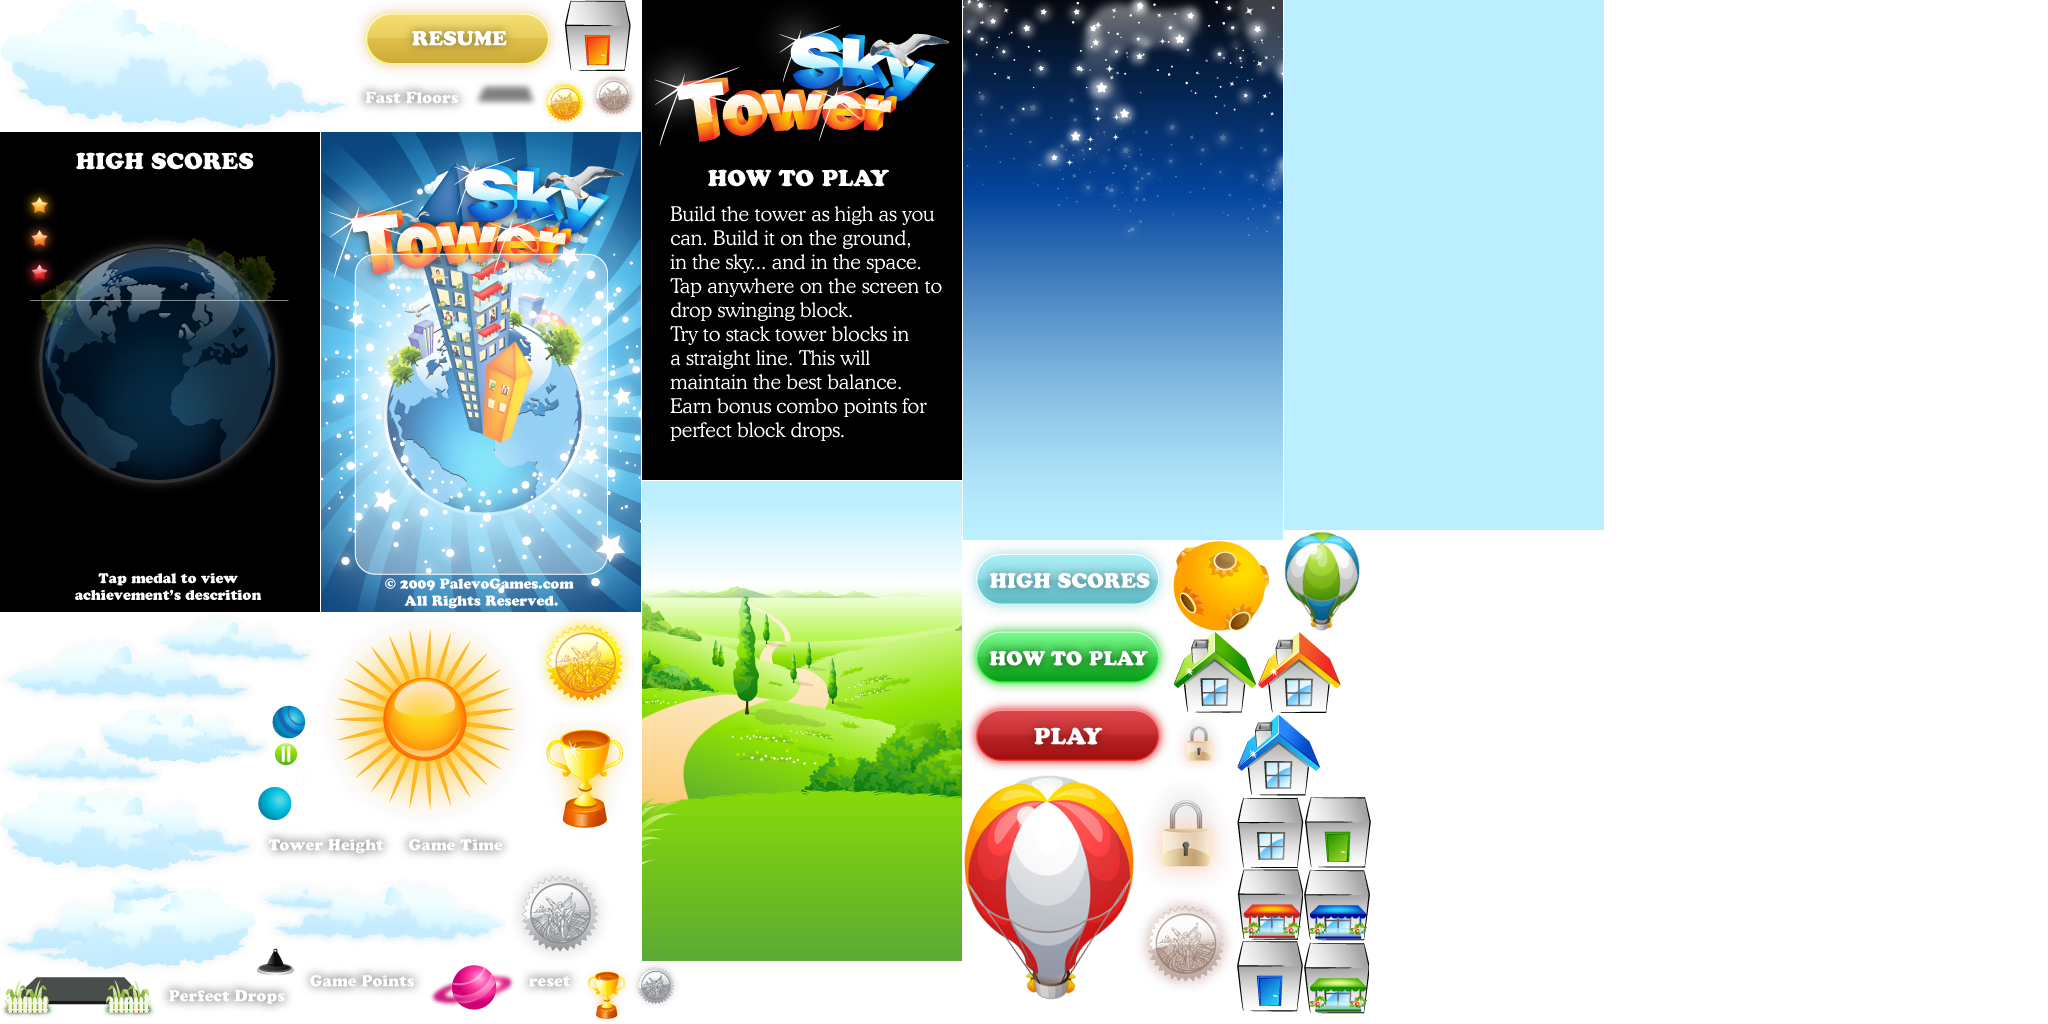 RESUME
Fast Floors
HIGH SCORES
Tap medal to view
achievement's descrition
Sky
Tower
© 2009 PalevoGames.com
All Rights Reserved.
Sky
Tower
HOW TO PLAY
Build the tower as high as you
can. Build it on the ground,
in the sky... and in the space.
Tap anywhere on the screen to
drop swinging block.
Try to stack tower blocks in
a straight line. This will
maintain the best balance.
Earn bonus combo points for
perfect block drops.
HIGH SCORES
HOW TO PLAY
PLAY
Tower Height
Game Time
Perfect Drops
Game Points
reset